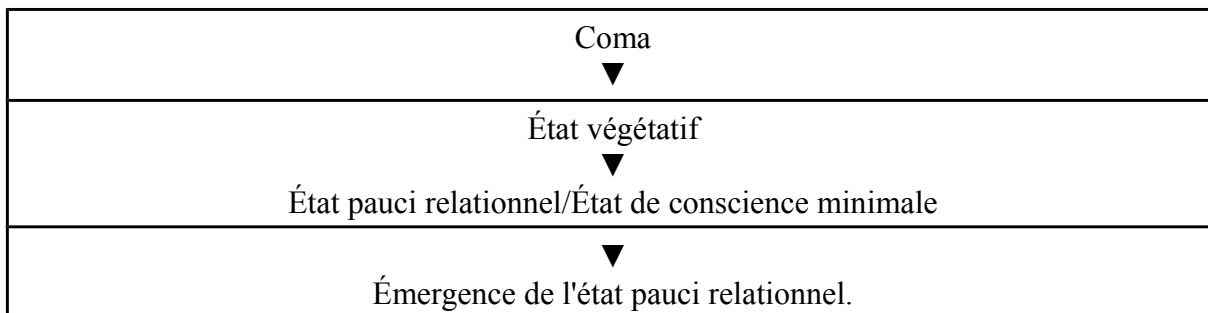 Coma
▼
État végétatif
▼
État pauci relationnel/État de conscience minimale
▼
Émergence de l'état pauci relationnel.